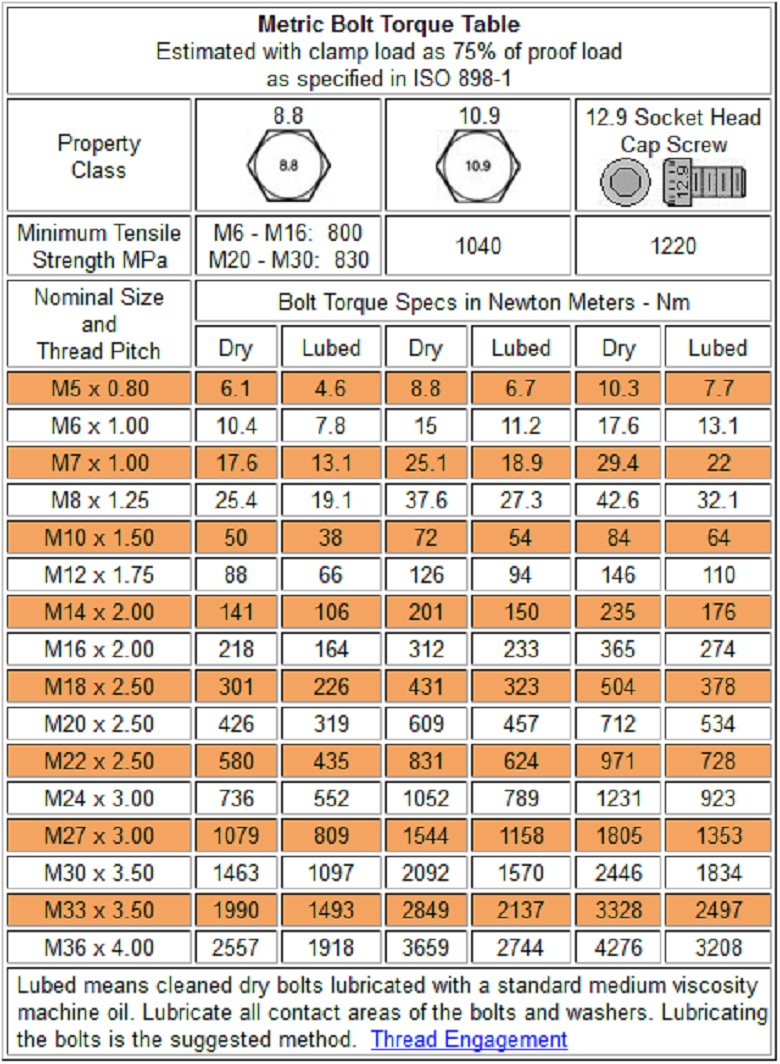 Metric Bolt Torque Table
Estimated with clamp load as 75% of proof load
as specified in ISO 898-1
Property
Class
8.8
8.8
10.9
10.9
12.9 Socket Head
Cap Screw
12.9
Minimum Tensile
Strength MPa
M6 - M16: 800
M20 - M30: 830
1040
1220
Nominal Size
and
Thread Pitch
Bolt Torque Specs in Newton Meters - Nm
Dry Lubed Dry Lubed Dry Lubed
M5 x 0.80 6.1 4.6 8.8 6.7 10.3 7.7
M6 x 1.00 10.4 7.8 15 11.2 17.6 13.1
M7 x 1.00 17.6 13.1 25.1 18.9 29.4 22
M8 x 1.25 25.4 19.1 37.6 27.3 42.6 32.1
M10 x 1.50 50 38 72 54 84 64
M12 x 1.75 88 66 126 94 146 110
M14 x 2.00 141 106 201 150 235 176
M16 x 2.00 218 164 312 233 365 274
M18 x 2.50 301 226 431 323 504 378
M20 x 2.50 426 319 609 457 712 534
M22 x 2.50 580 435 831 624 971 728
M24 x 3.00 736 552 1052 789 1231 923
M27 x 3.00 1079 809 1544 1158 1805 1353
M30 x 3.50 1463 1097 2092 1570 2446 1834
M33 x 3.50 1990 1493 2849 2137 3328 2497
M36 x 4.00 2557 1918 3659 2744 4276 3208
Lubed means cleaned dry bolts lubricated with a standard medium viscosity
machine oil. Lubricate all contact areas of the bolts and washers. Lubricating
the bolts is the suggested method. Thread Engagement